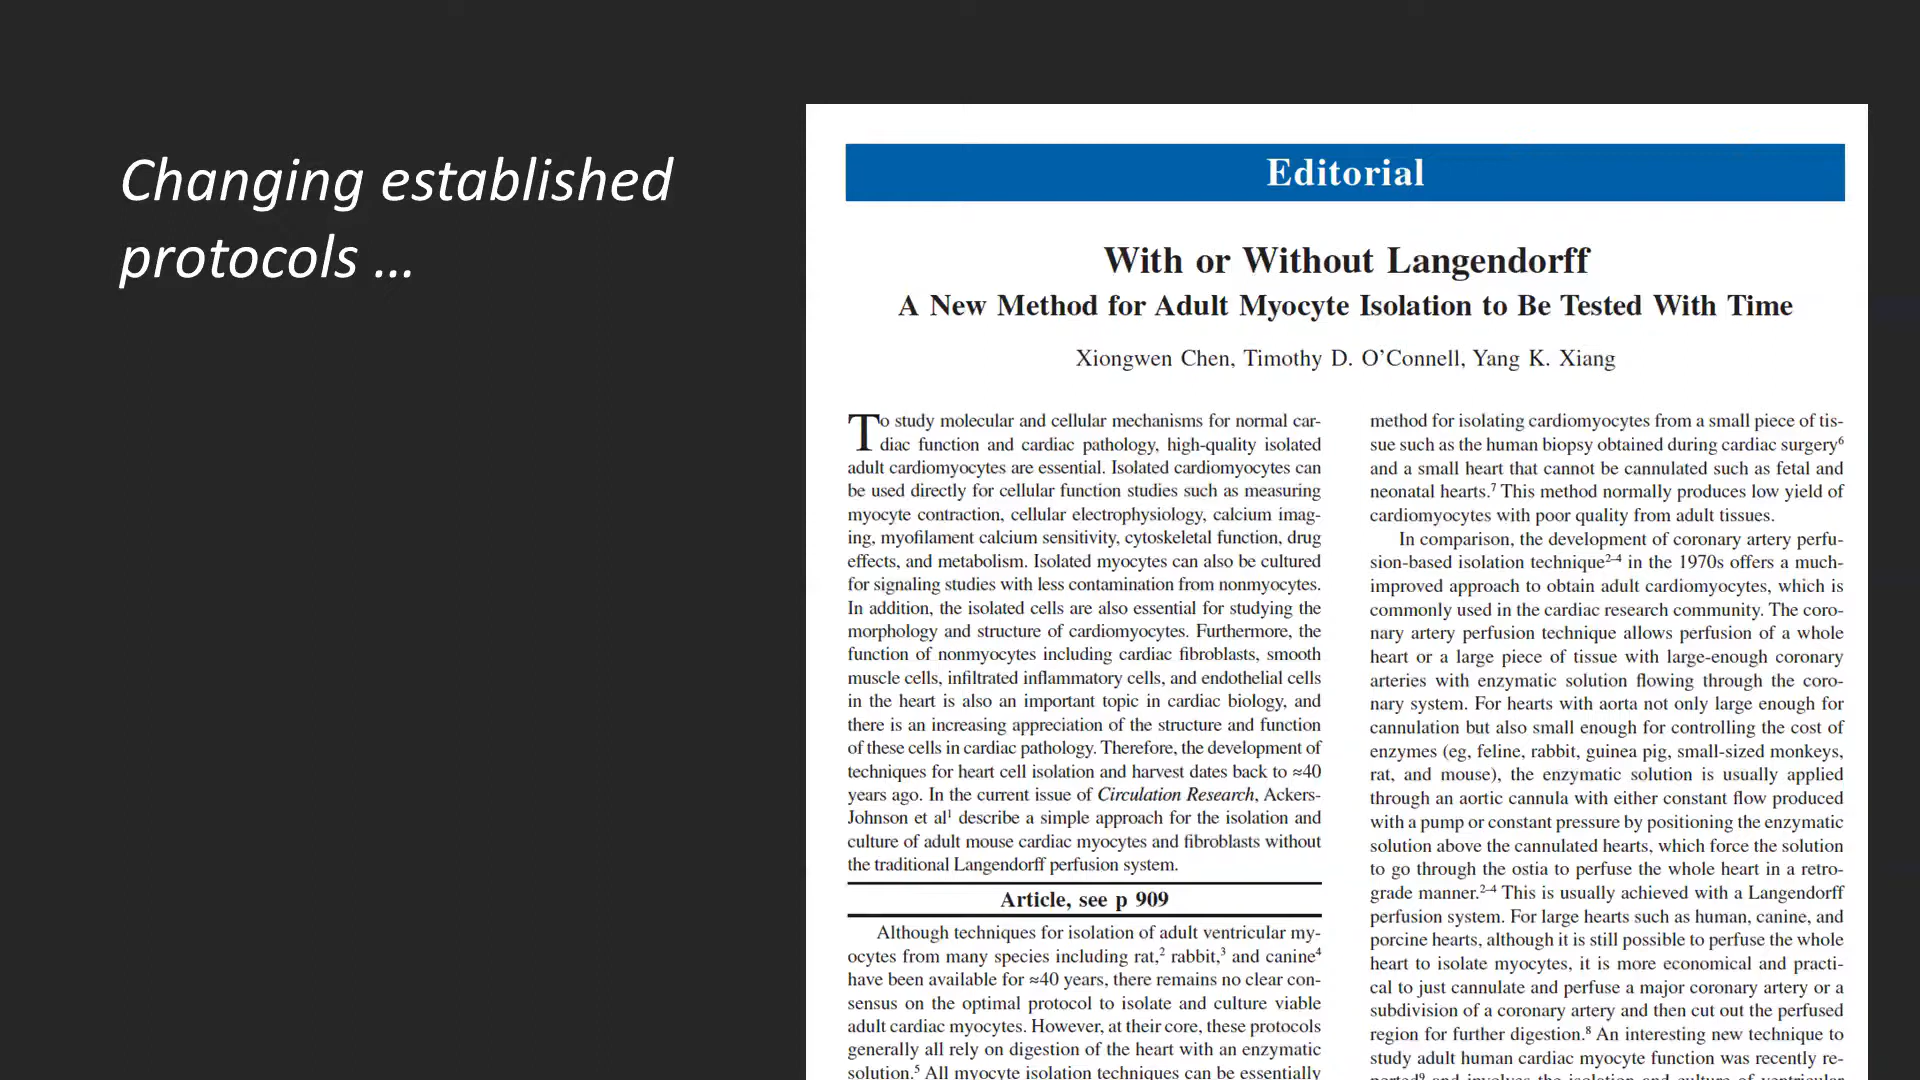 Changing established
protocols ...
Editorial
With or Without Langendorff
A New Method for Adult Myocyte Isolation to Be Tested With Time
Xiongwen Chen, Timothy D. O’Connell, Yang K. Xiang
To study molecular and cellular mechanisms for normal car-
diac function and cardiac pathology, high-quality isolated
adult cardiomyocytes are essential. Isolated cardiomyocytes can
be used directly for cellular function studies such as measuring
myocyte contraction, cellular electrophysiology, calcium imag-
ing, myofilament calcium sensitivity, cytoskeletal function, drug
effects, and metabolism. Isolated myocytes can also be cultured
for signaling studies with less contamination from nonmyocytes.
In addition, the isolated cells are also essential for studying the
morphology and structure of cardiomyocytes. Furthermore, the
function of nonmyocytes including cardiac fibroblasts, smooth
muscle cells, infiltrated inflammatory cells, and endothelial cells
in the heart is also an important topic in cardiac biology, and
there is an increasing appreciation of the structure and function
of these cells in cardiac pathology. Therefore, the development of
techniques for heart cell isolation and harvest dates back to ≈40
years ago. In the current issue of Circulation Research, Ackers-
Johnson et al¹ describe a simple approach for the isolation and
culture of adult mouse cardiac myocytes and fibroblasts without
the traditional Langendorff perfusion system.
Article, see p 909
Although techniques for isolation of adult ventricular my-
ocytes from many species including rat,² rabbit,³ and canine⁴
have been available for ≈40 years, there remains no clear con-
sensus on the optimal protocol to isolate and culture viable
adult cardiac myocytes. However, at their core, these protocols
generally all rely on digestion of the heart with an enzymatic
solution.⁵ All myocyte isolation techniques can be essentially
method for isolating cardiomyocytes from a small piece of tis-
sue such as the human biopsy obtained during cardiac surgery⁶
and a small heart that cannot be cannulated such as fetal and
neonatal hearts.⁷ This method normally produces low yield of
cardiomyocytes with poor quality from adult tissues.
In comparison, the development of coronary artery perfu-
sion-based isolation technique²⁻⁴ in the 1970s offers a much-
improved approach to obtain adult cardiomyocytes, which is
commonly used in the cardiac research community. The coro-
nary artery perfusion technique allows perfusion of a whole
heart or a large piece of tissue with large-enough coronary
arteries with enzymatic solution flowing through the coro-
nary system. For hearts with aorta not only large enough for
cannulation but also small enough for controlling the cost of
enzymes (eg, feline, rabbit, guinea pig, small-sized monkeys,
rat, and mouse), the enzymatic solution is usually applied
through an aortic cannula with either constant flow produced
with a pump or constant pressure by positioning the enzymatic
solution above the cannulated hearts, which force the solution
to go through the ostia to perfuse the whole heart in a retro-
grade manner.²⁻⁴ This is usually achieved with a Langendorff
perfusion system. For large hearts such as human, canine, and
porcine hearts, although it is still possible to perfuse the whole
heart to isolate myocytes, it is more economical and practi-
cal to just cannulate and perfuse a major coronary artery or a
subdivision of a coronary artery and then cut out the perfused
region for further digestion.⁸ An interesting new technique to
study adult human cardiac myocyte function was recently re-
ported⁹ and involves the isolation and culture of ventricular